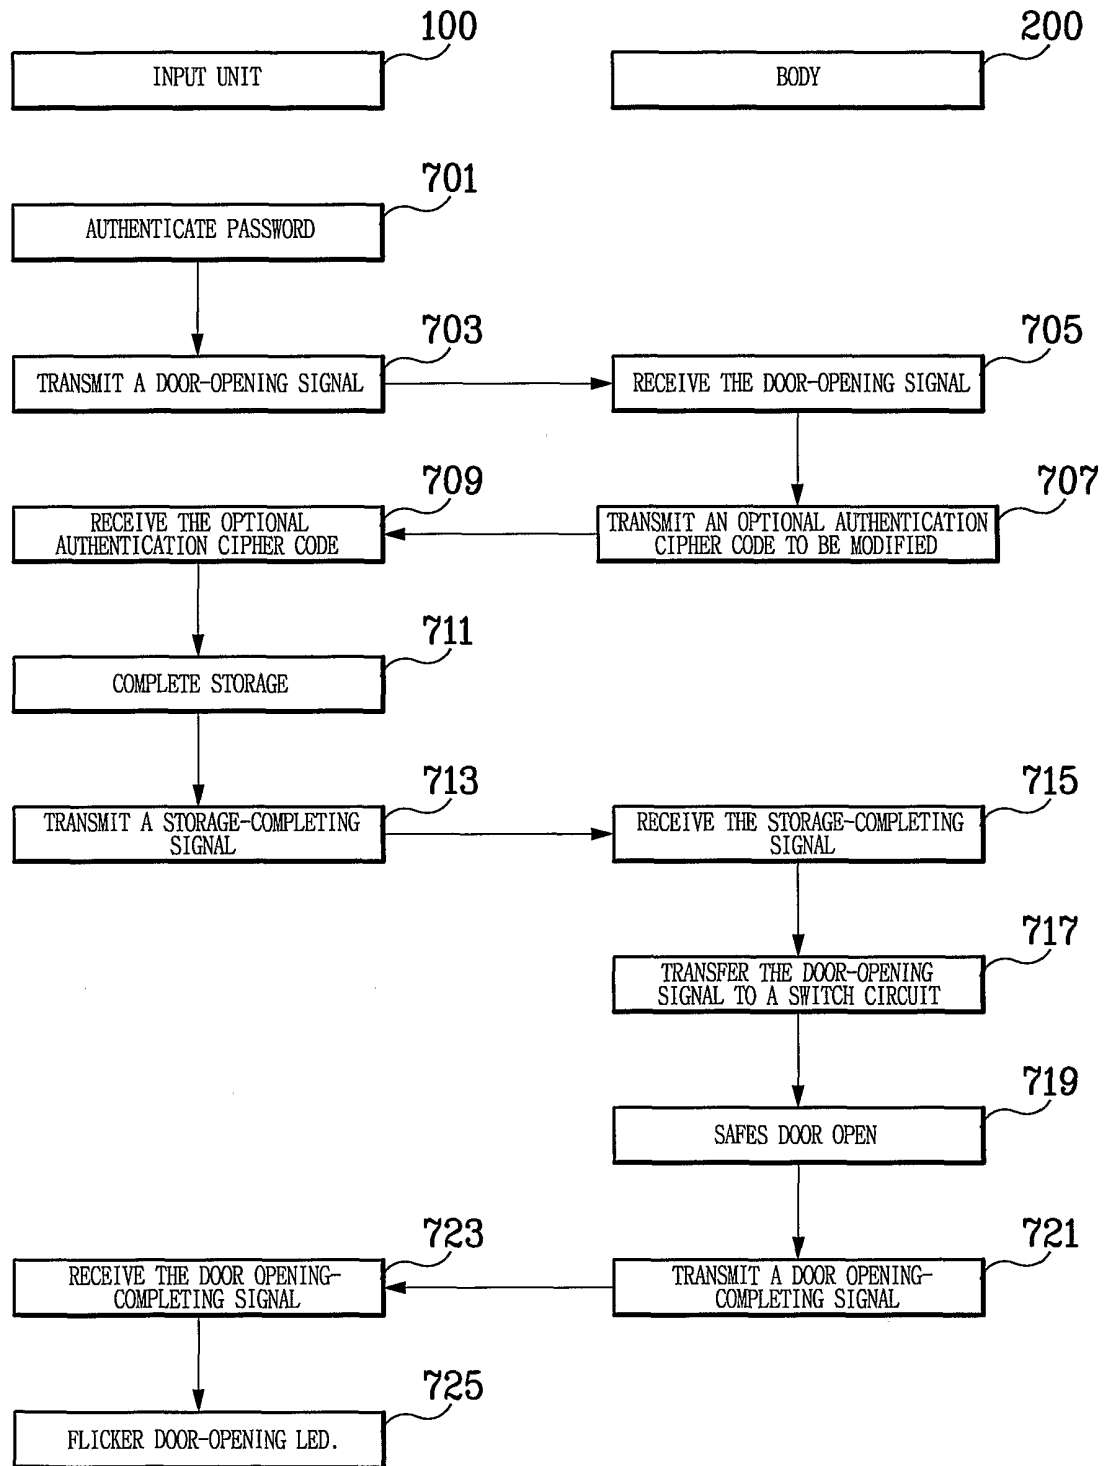 100
200
INPUT UNIT
BODY
701
AUTHENTICATE PASSWORD
703
705
TRANSMIT A DOOR-OPENING SIGNAL
RECEIVE THE DOOR-OPENING SIGNAL
709
707
RECEIVE THE OPTIONAL
AUTHENTICATION CIPHER CODE
TRANSMIT AN OPTIONAL AUTHENTICATION
CIPHER CODE TO BE MODIFIED
711
COMPLETE STORAGE
713
715
TRANSMIT A STORAGE-COMPLETING
SIGNAL
RECEIVE THE STORAGE-COMPLETING
SIGNAL
717
TRANSFER THE DOOR-OPENING
SIGNAL TO A SWITCH CIRCUIT
719
SAFES DOOR OPEN
723
721
RECEIVE THE DOOR OPENING-
COMPLETING SIGNAL
TRANSMIT A DOOR OPENING-
COMPLETING SIGNAL
725
FLICKER DOOR-OPENING LED.